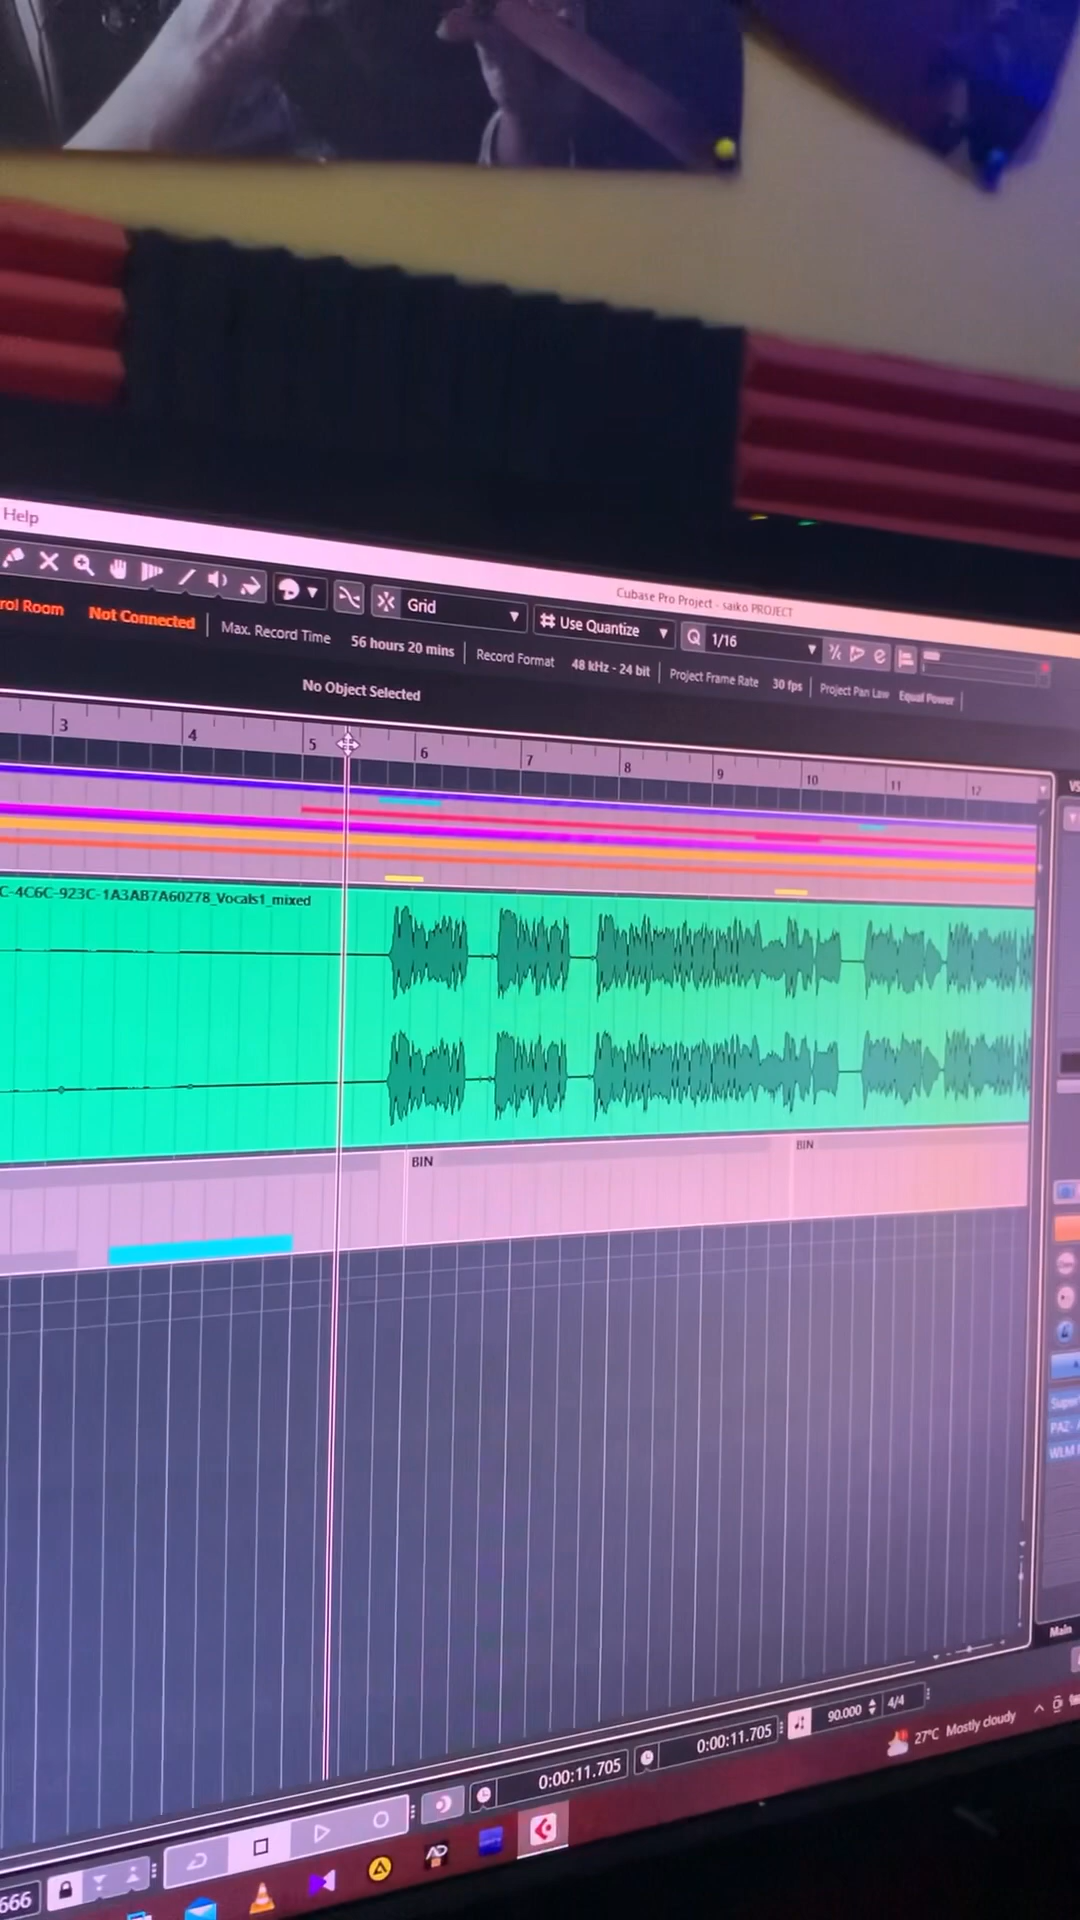 Help
Cubase Pro Project - saiko PROJECT
Grid
Use Quantize
Q 1/16
rol Room Not Connected Max. Record Time 56 hours 20 mins Record Format 48 kHz - 24 bit Project Frame Rate 30 fps Project Pan Law Equal Power
No Object Selected
3 4 5 6 7 8 9 10 11 12
C-4C6C-923C-1A3AB7A60278_Vocals1_mixed
BIN BIN
PAZ- A
WLM
Main
0:00:11.705 0:00:11.705 90.000 4/4
27°C Mostly cloudy
666